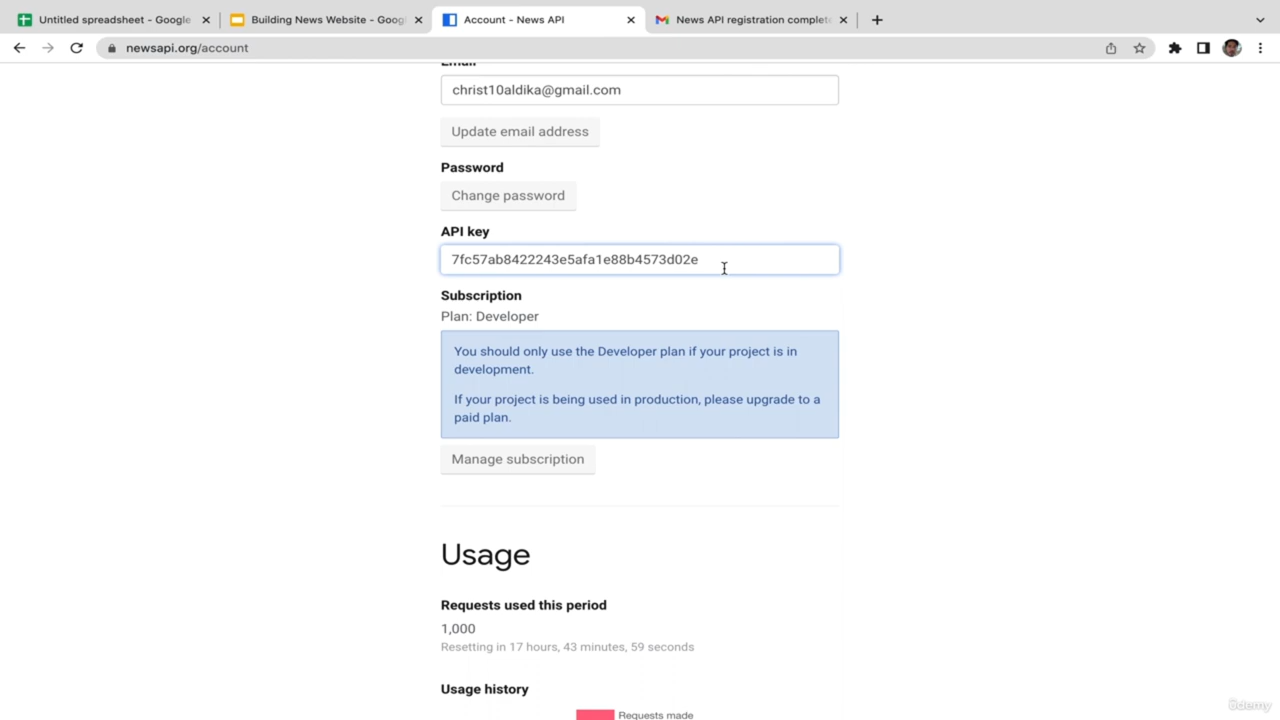 Untitled spreadsheet - Google
Building News Website - Goog
Account - News API
News API registration complet
newsapi.org/account
Email
christ10aldika@gmail.com
Update email address
Password
Change password
API key
7fc57ab8422243e5afa1e88b4573d02e
Subscription
Plan: Developer
You should only use the Developer plan if your project is in
development.
If your project is being used in production, please upgrade to a
paid plan.
Manage subscription
Usage
Requests used this period
1,000
Resetting in 17 hours, 43 minutes, 59 seconds
Usage history
Requests made
ûdemy